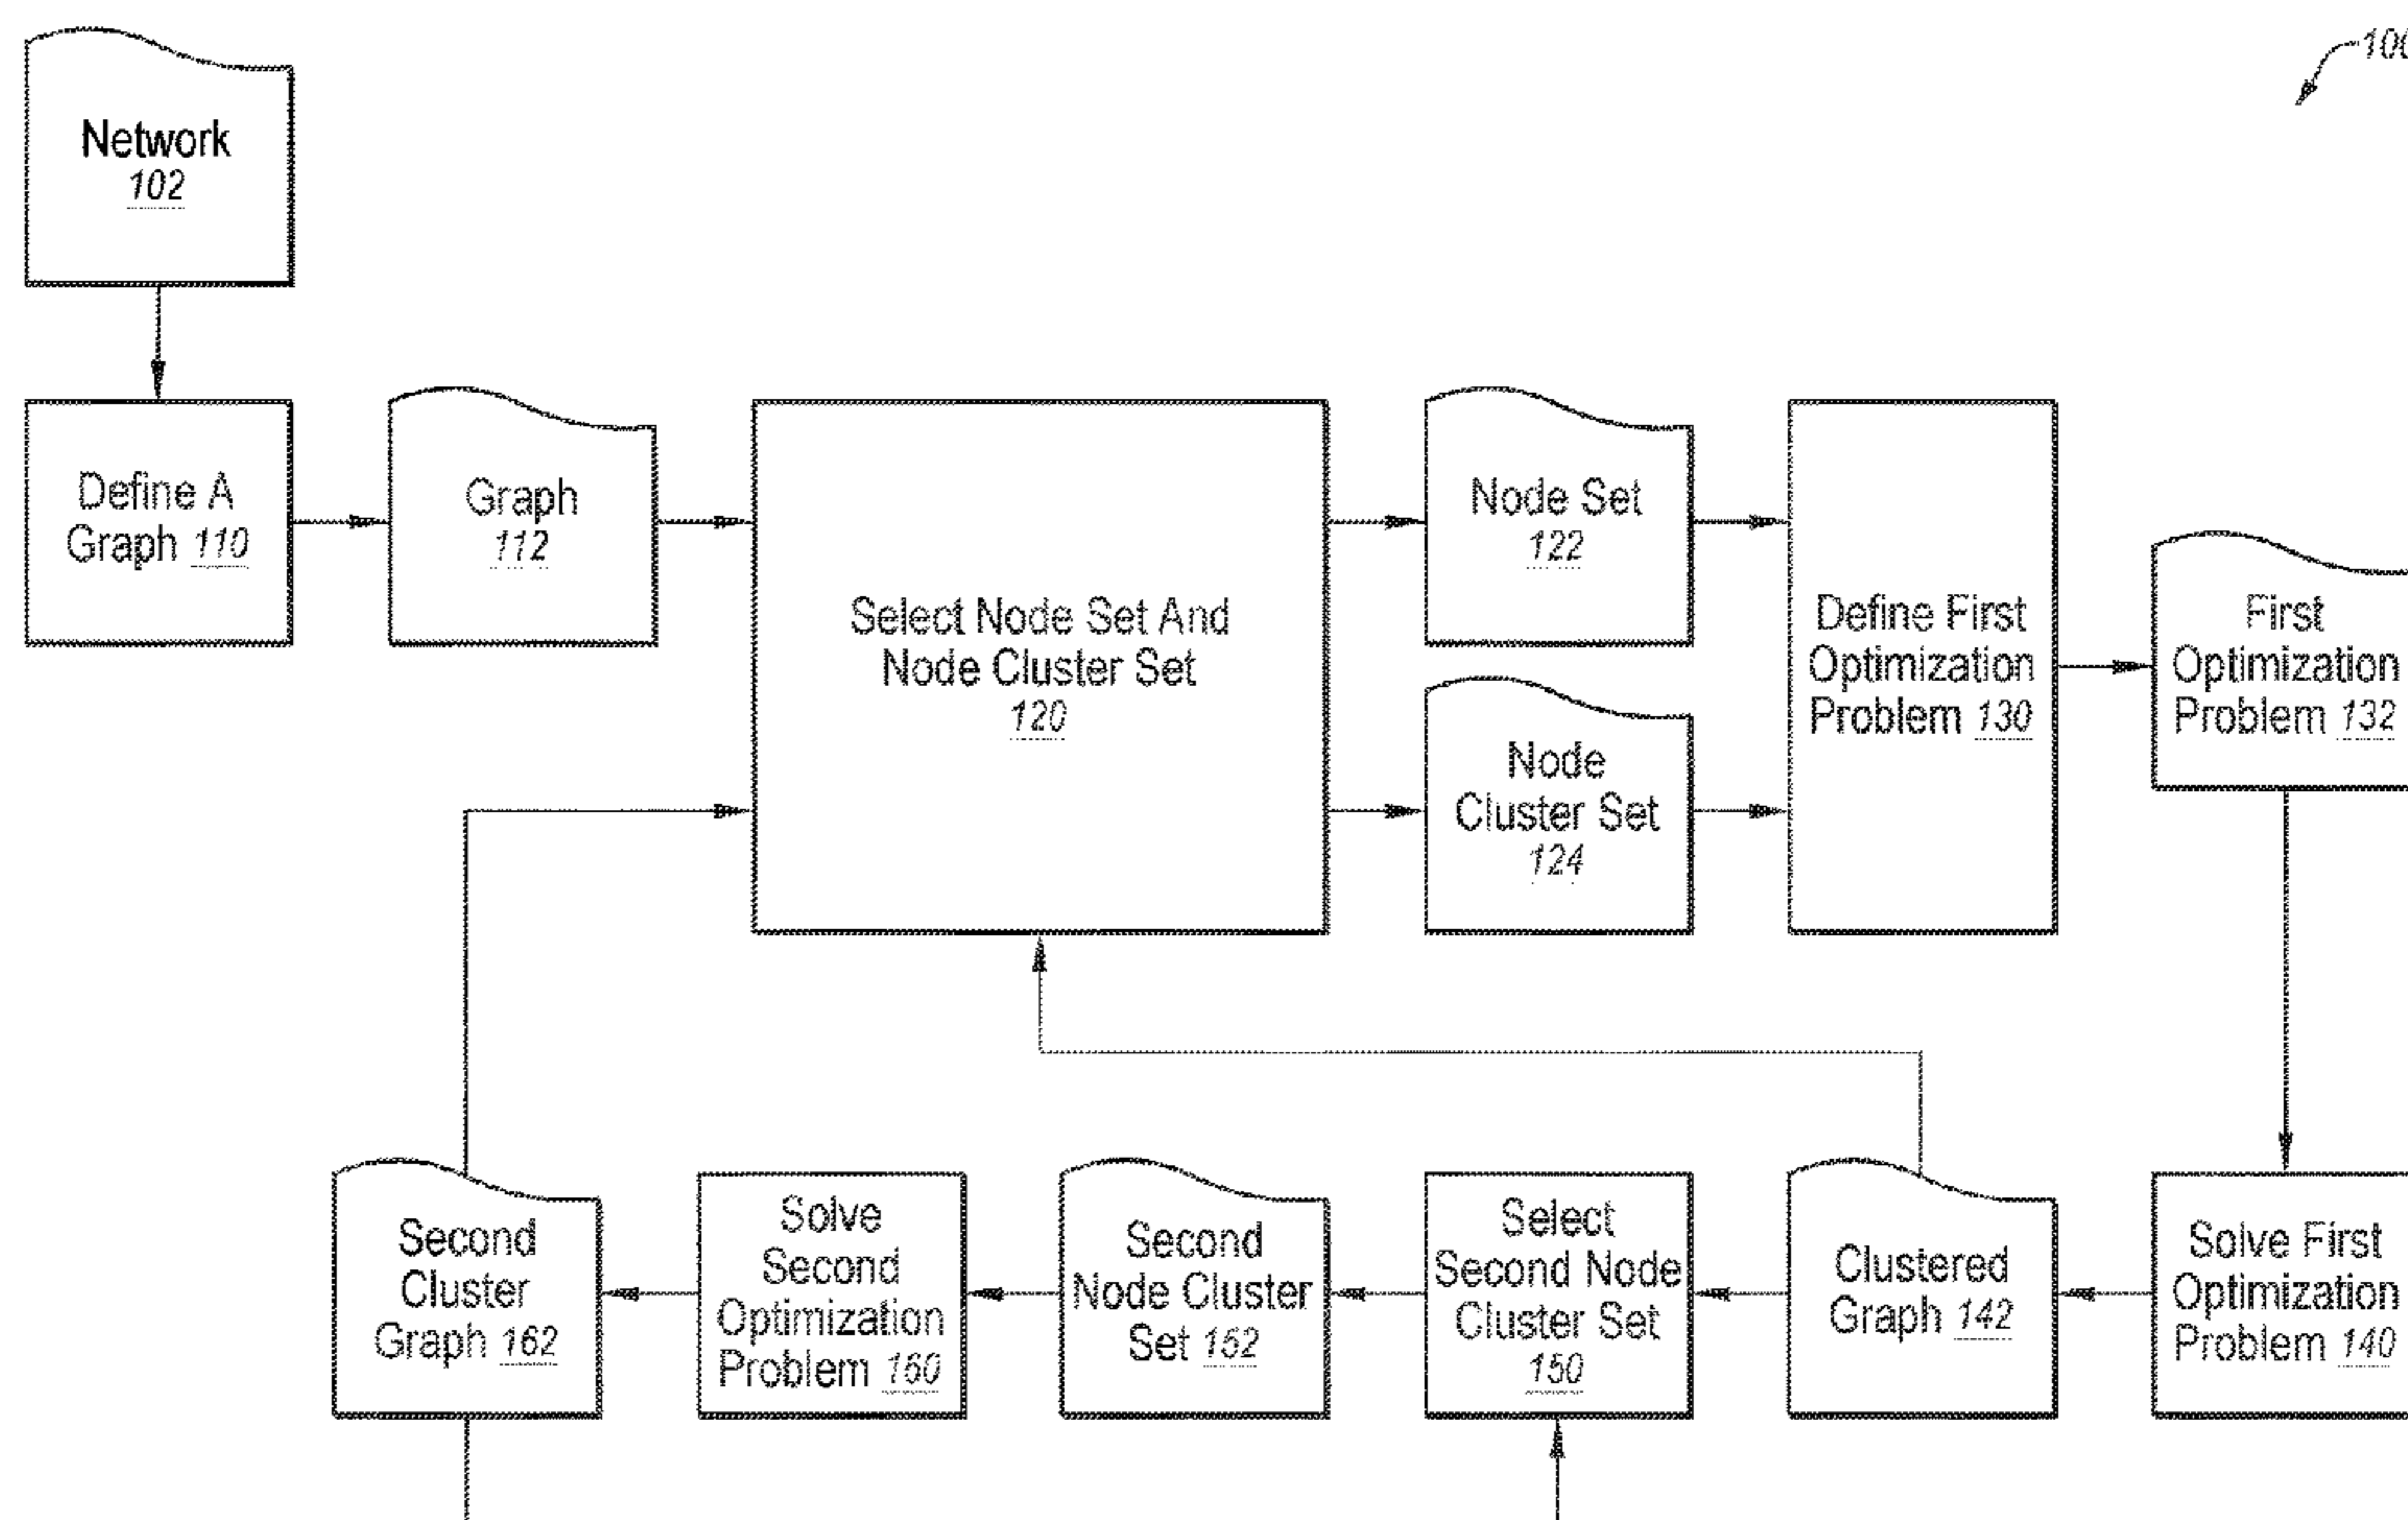 100
Network
102
Define A
Graph 110
Graph
112
Select Node Set And
Node Cluster Set
120
Node Set
122
Node
Cluster Set
124
Define First
Optimization
Problem 130
First
Optimization
Problem 132
Second
Cluster
Graph 162
Solve
Second
Optimization
Problem 160
Second
Node Cluster
Set 152
Select
Second Node
Cluster Set
150
Clustered
Graph 142
Solve First
Optimization
Problem 140